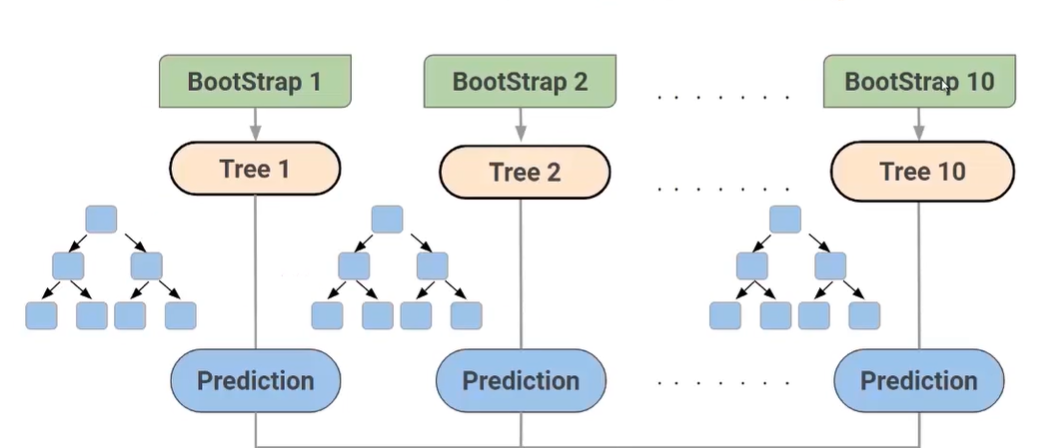 BootStrap 1
BootStrap 2
. . . . . . .
BootStrap 10
Tree 1
Tree 2
. . . . . . .
Tree 10
Prediction
Prediction
. . . . . . .
Prediction